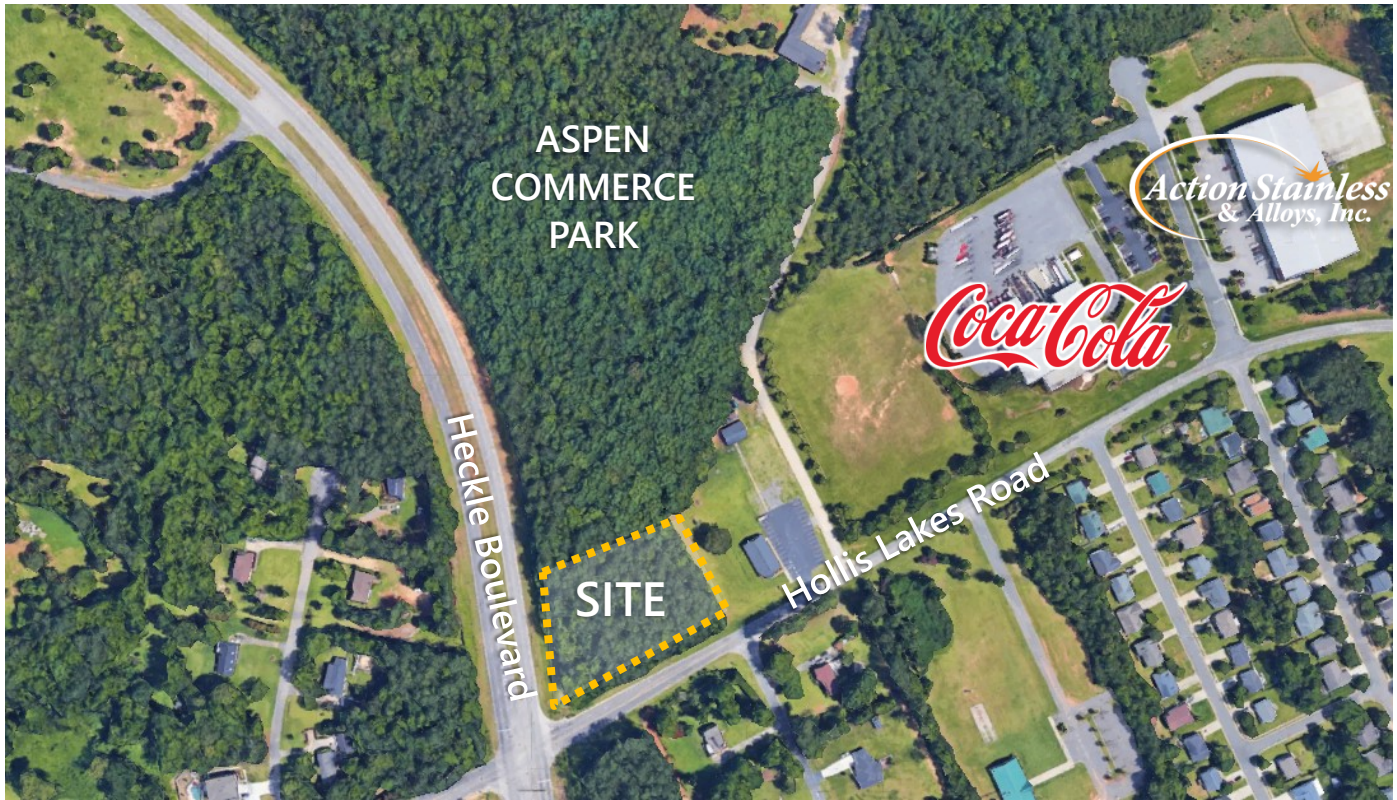 ASPEN
COMMERCE
PARK
Action Stainless
& Alloys, Inc.
Coca-Cola
Heckle Boulevard
Hollis Lakes Road
SITE